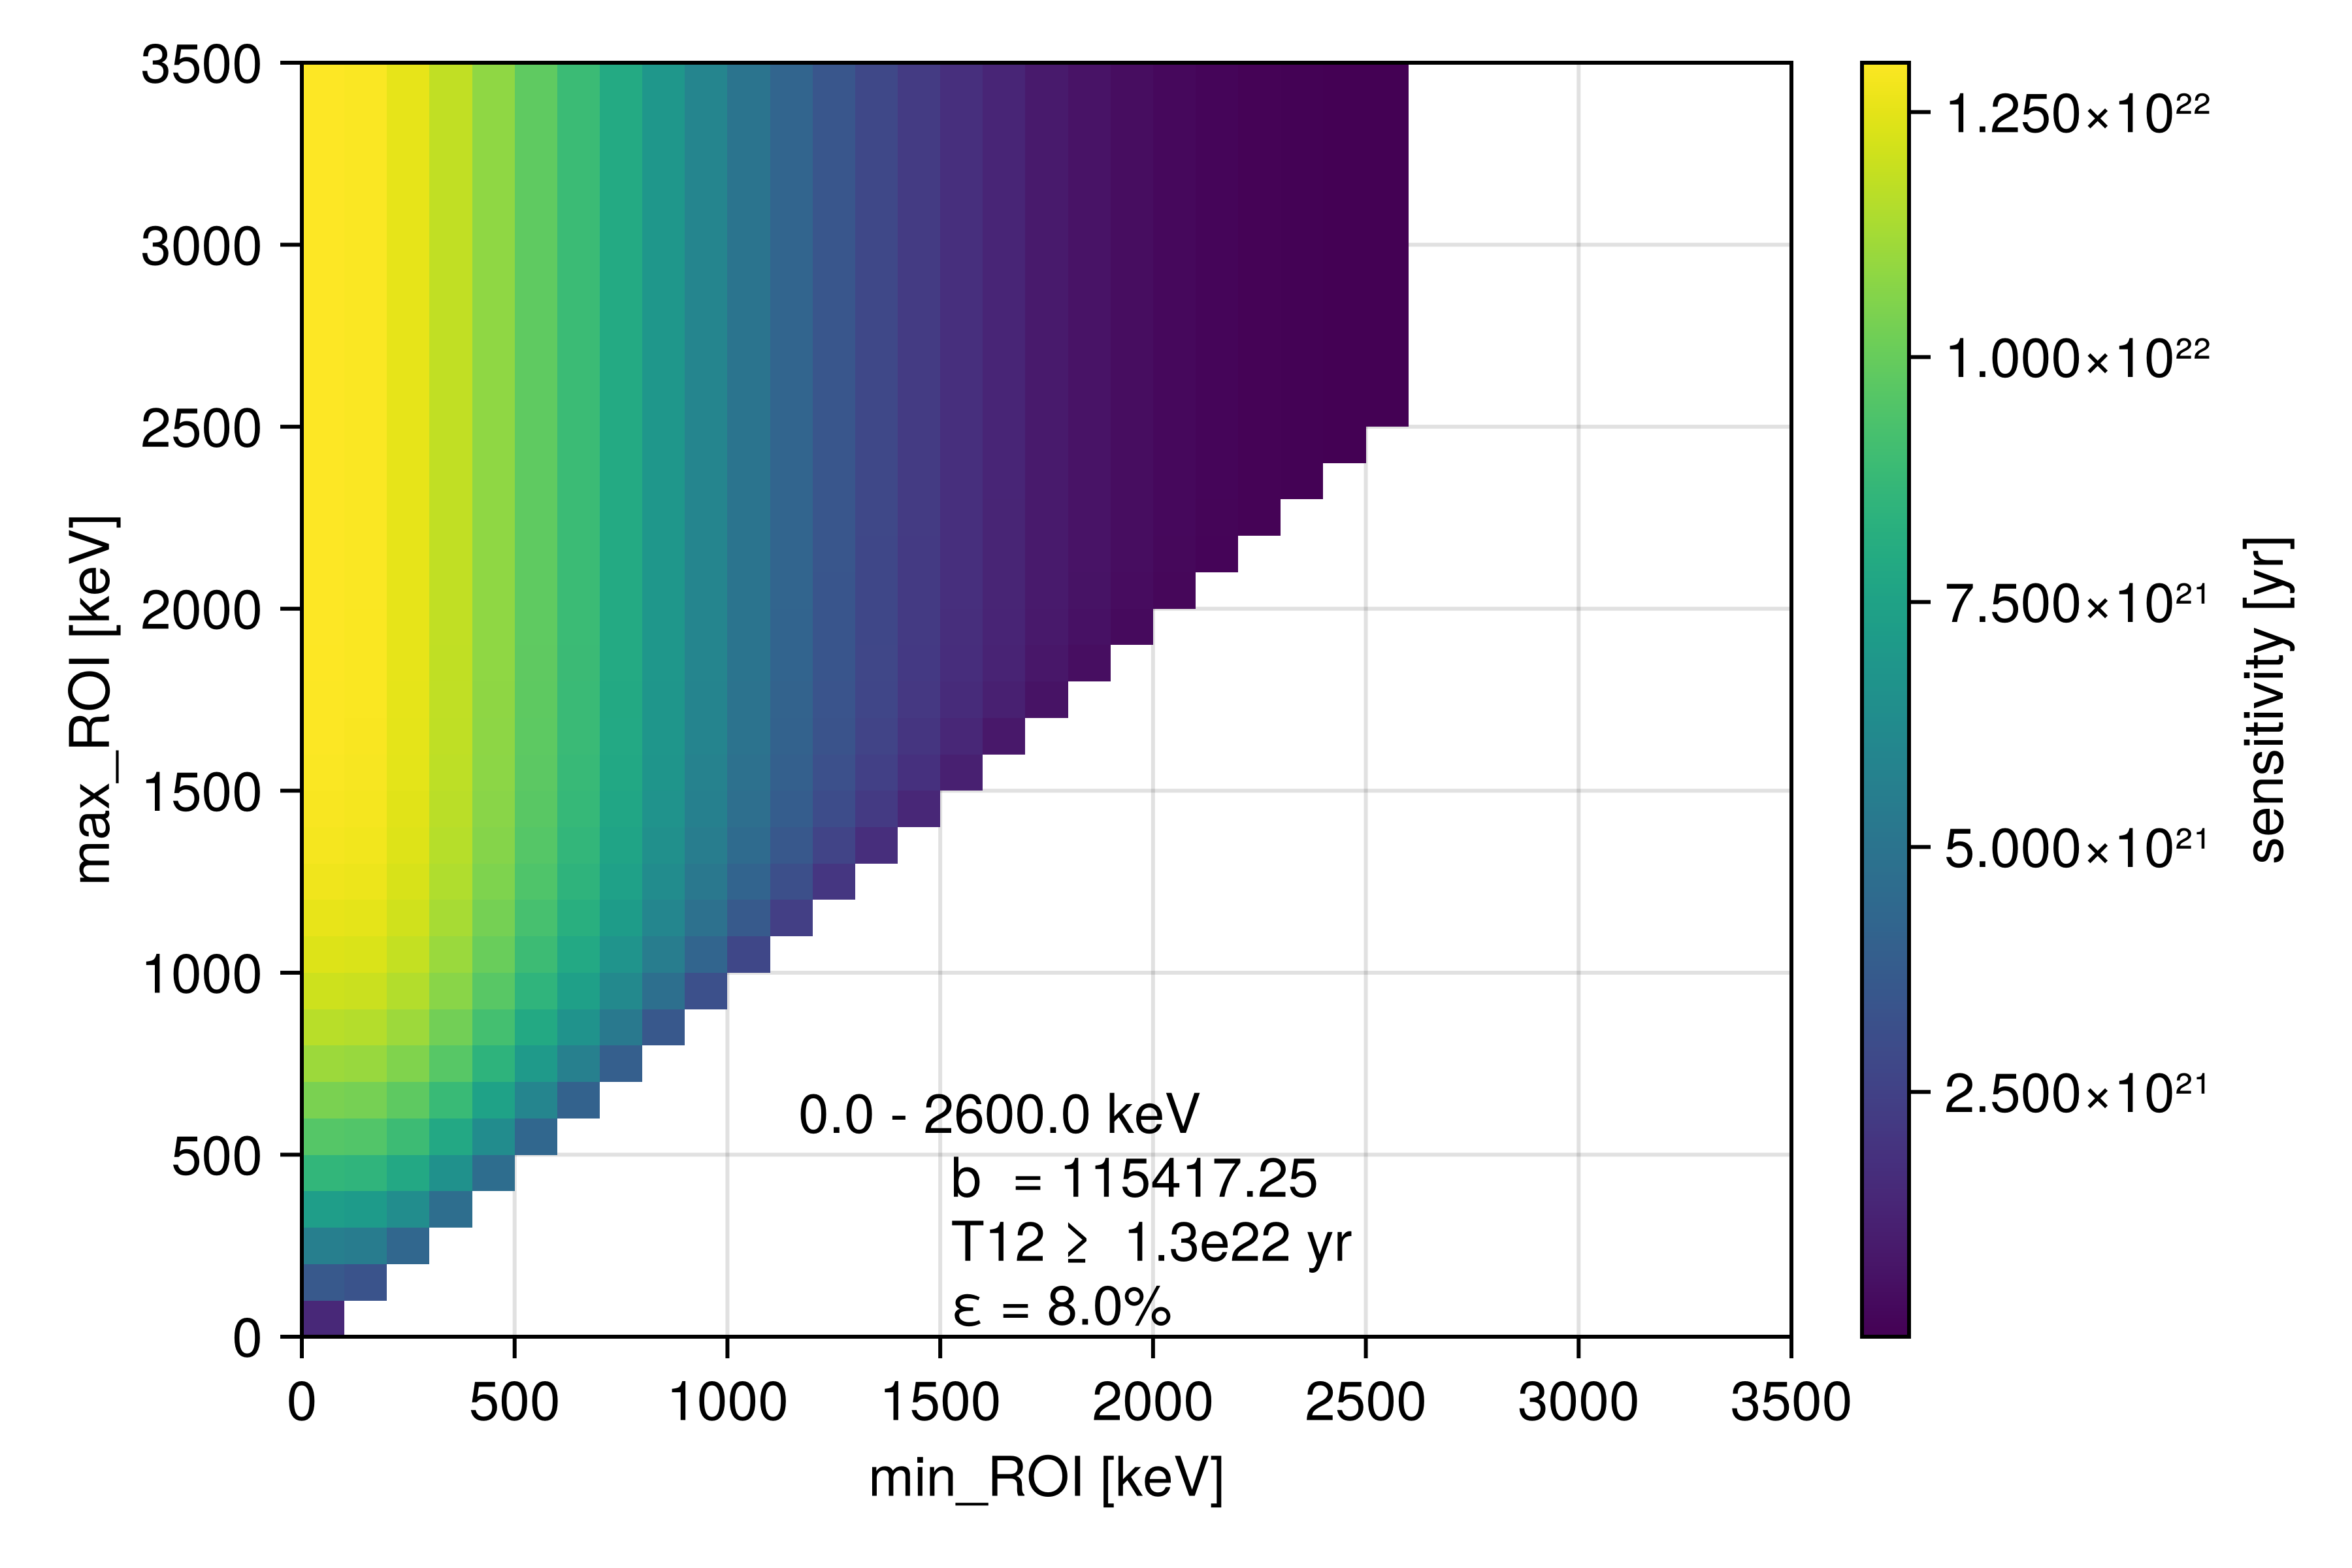 3500
3000
2500
2000
1500
1000
500
0
max_ROI [keV]
0.0 - 2600.0 keV
b = 115417.25
T12 ≥ 1.3e22 yr
ε = 8.0%
0 500 1000 1500 2000 2500 3000 3500
min_ROI [keV]
1.250×10²²
1.000×10²²
7.500×10²¹
5.000×10²¹
2.500×10²¹
sensitivity [yr]